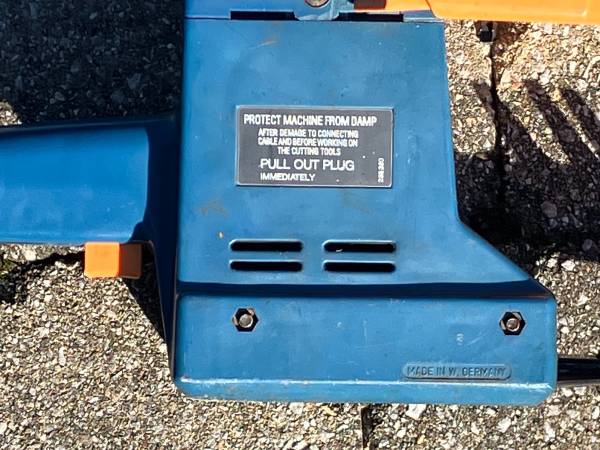 PROTECT MACHINE FROM DAMP
AFTER DEMAGE TO CONNECTING
CABLE AND BEFORE WORKING ON
THE CUTTING TOOLS
PULL OUT PLUG
IMMEDIATELY
MADE IN W. GERMANY